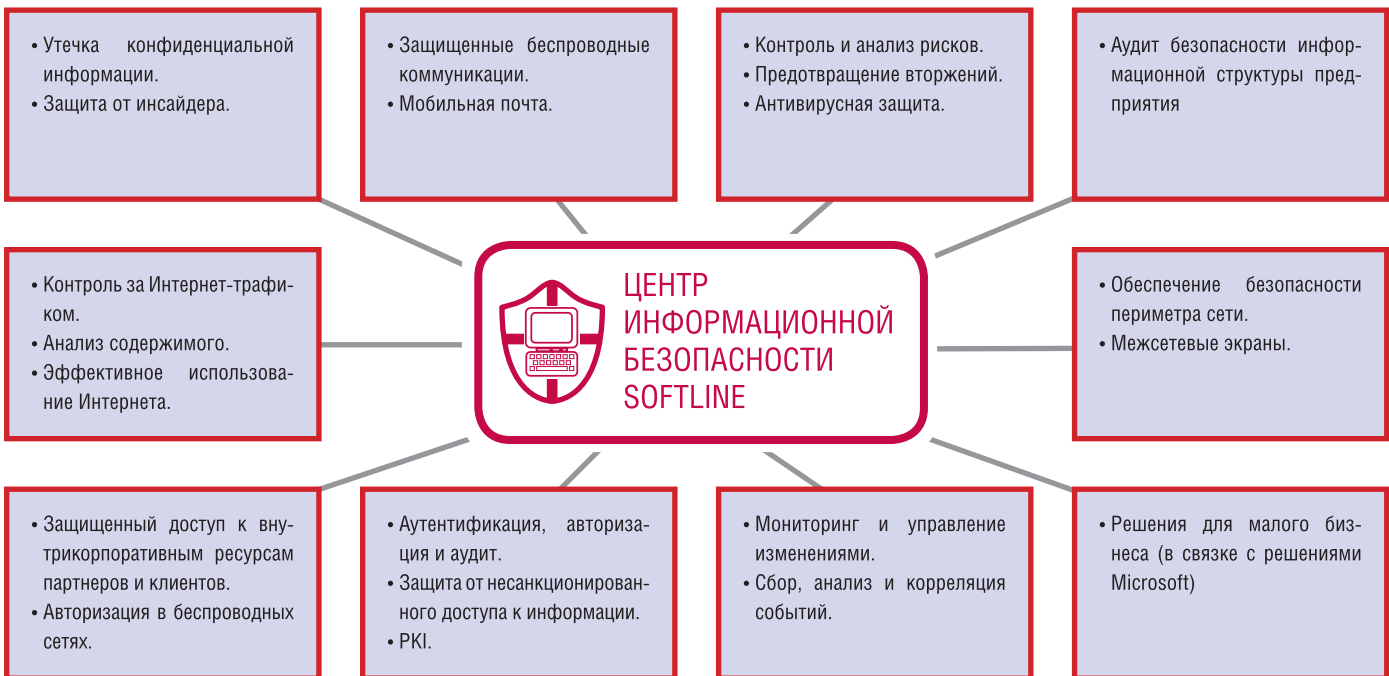 • Утечка конфиденциальной
информации.
• Защита от инсайдера.
• Защищенные беспроводные
коммуникации.
• Мобильная почта.
• Контроль и анализ рисков.
• Предотвращение вторжений.
• Антивирусная защита.
• Аудит безопасности инфор-
мационной структуры пред-
приятия
• Контроль за Интернет-трафи-
ком.
• Анализ содержимого.
• Эффективное использова-
ние Интернета.
ЦЕНТР
ИНФОРМАЦИОННОЙ
БЕЗОПАСНОСТИ
SOFTLINE
• Обеспечение безопасности
периметра сети.
• Межсетевые экраны.
• Защищенный доступ к вну-
трикорпоративным ресурсам
партнеров и клиентов.
• Авторизация в беспроводных
сетях.
• Аутентификация, авториза-
ция и аудит.
• Защита от несанкционирован-
ного доступа к информации.
• PKI.
• Мониторинг и управление
изменениями.
• Сбор, анализ и корреляция
событий.
• Решения для малого биз-
неса (в связке с решениями
Microsoft)